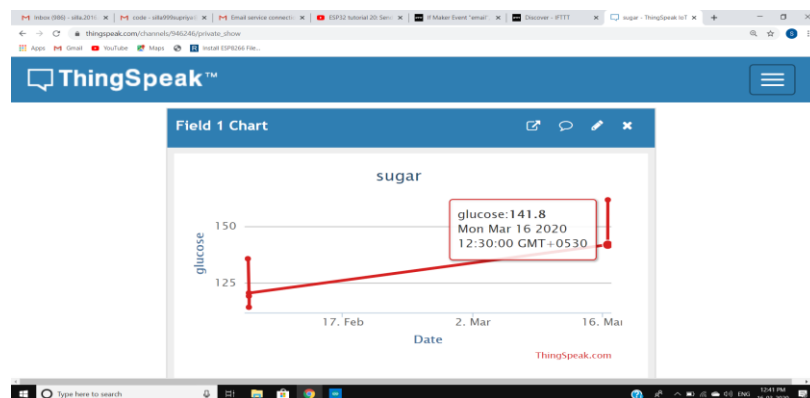 Inbox (986) - silla.2016
code - silla999supriya
Email service connecti
ESP32 tutorial 20: Sen
If Maker Event "email"
Discover - IFTTT
sugar - ThingSpeak IoT
thingspeak.com/channels/946246/private_show
Apps Gmail YouTube Maps Install ESP8266 File...
ThingSpeak™
Field 1 Chart
sugar
glucose:141.8
Mon Mar 16 2020
12:30:00 GMT+0530
150
125
glucose
17. Feb 2. Mar 16. Mar
Date
ThingSpeak.com
Type here to search
ENG
12:41 PM